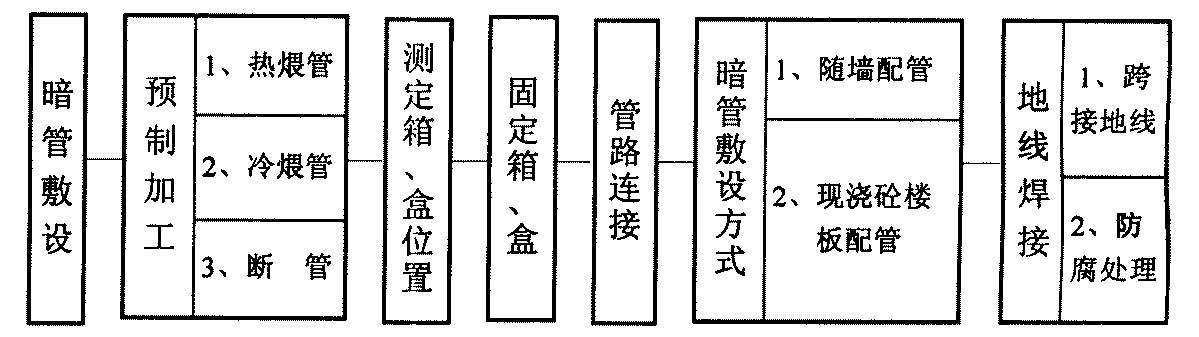 暗管敷设
预制加工
1、热煨管
2、冷煨管
3、断 管
测定箱、盒位置
固定箱、盒
管路连接
暗管敷设方式
1、随墙配管
2、现浇砼楼
板配管
地线焊接
1、跨
接地线
2、防
腐处理